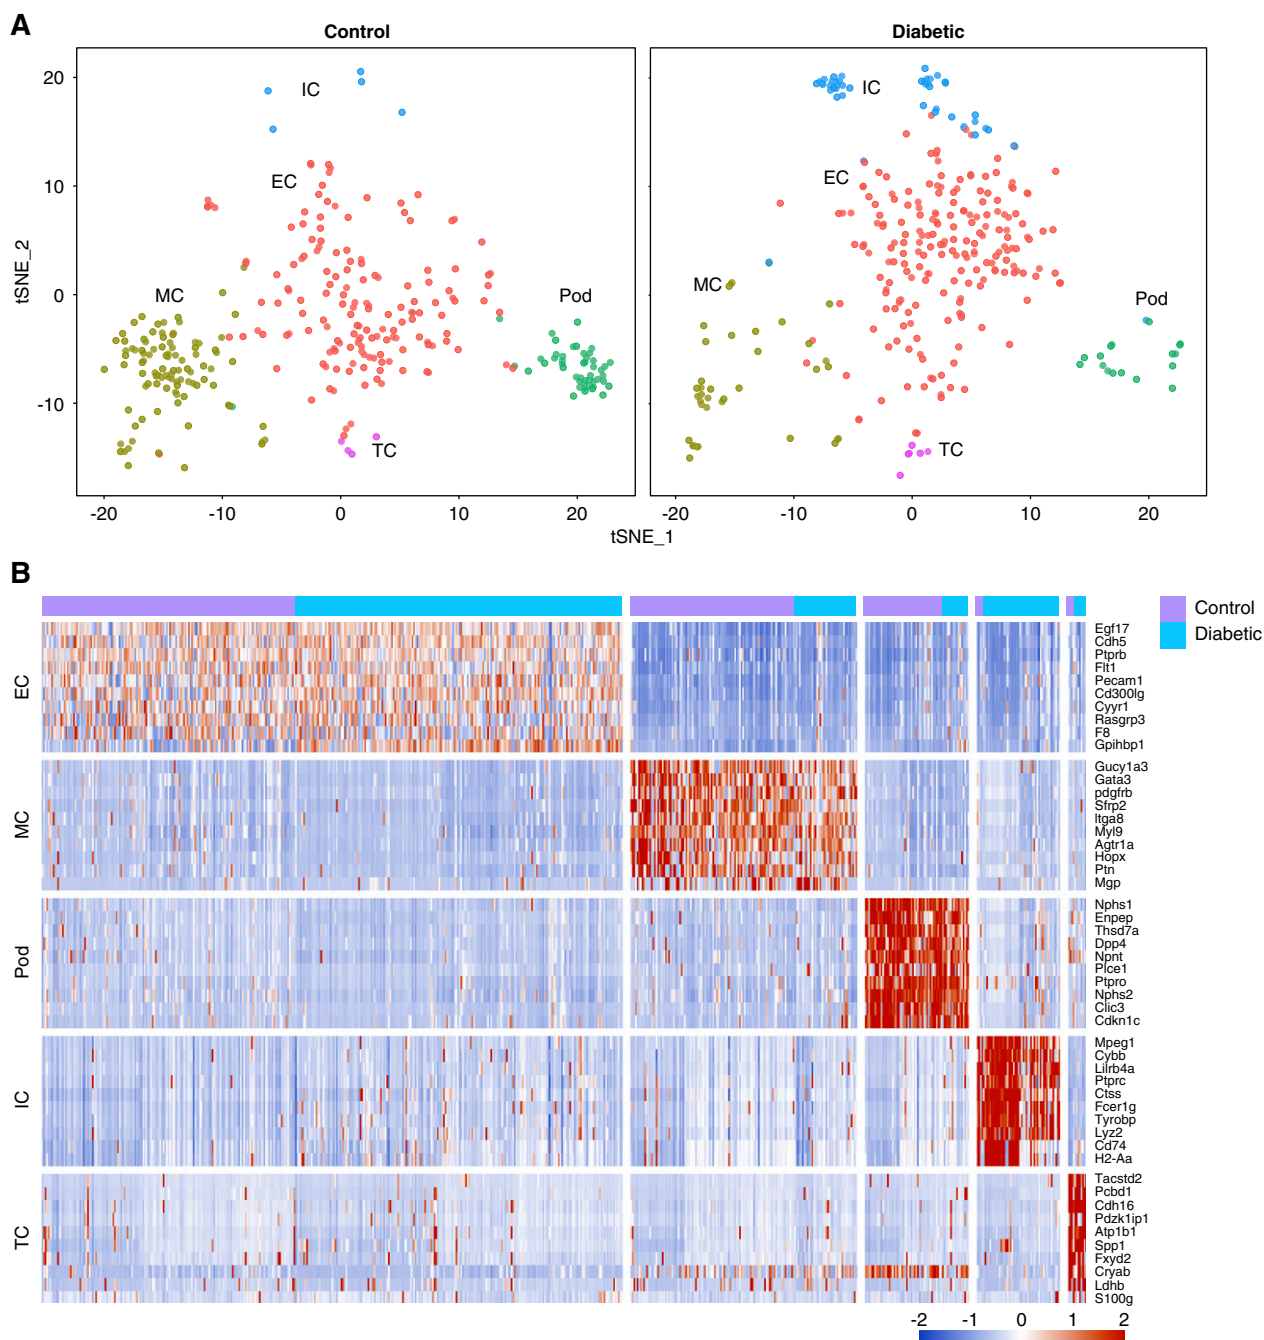 A
Control
Diabetic
tSNE_2
20
10
0
-10
IC
EC
MC
Pod
TC
IC
EC
MC
Pod
TC
-20
-10
0
10
20
-20
-10
0
10
20
tSNE_1
B
Control
Diabetic
EC
Egf17
Cdh5
Ptprb
Flt1
Pecam1
Cd300lg
Cyyr1
Rasgrp3
F8
Gpihbp1
MC
Gucy1a3
Gata3
pdgfrb
Sfrp2
Itga8
Myl9
Agtr1a
Hopx
Ptn
Mgp
Pod
Nphs1
Enpep
Thsd7a
Dpp4
Npnt
Plce1
Ptpro
Nphs2
Clic3
Cdkn1c
IC
Mpeg1
Cybb
Lilrb4a
Ptprc
Ctss
Fcer1g
Tyrobp
Lyz2
Cd74
H2-Aa
TC
Tacstd2
Pcbd1
Cdh16
Pdzk1ip1
Atp1b1
Spp1
Fxyd2
Cryab
Ldhb
S100g
-2 -1 0 1 2